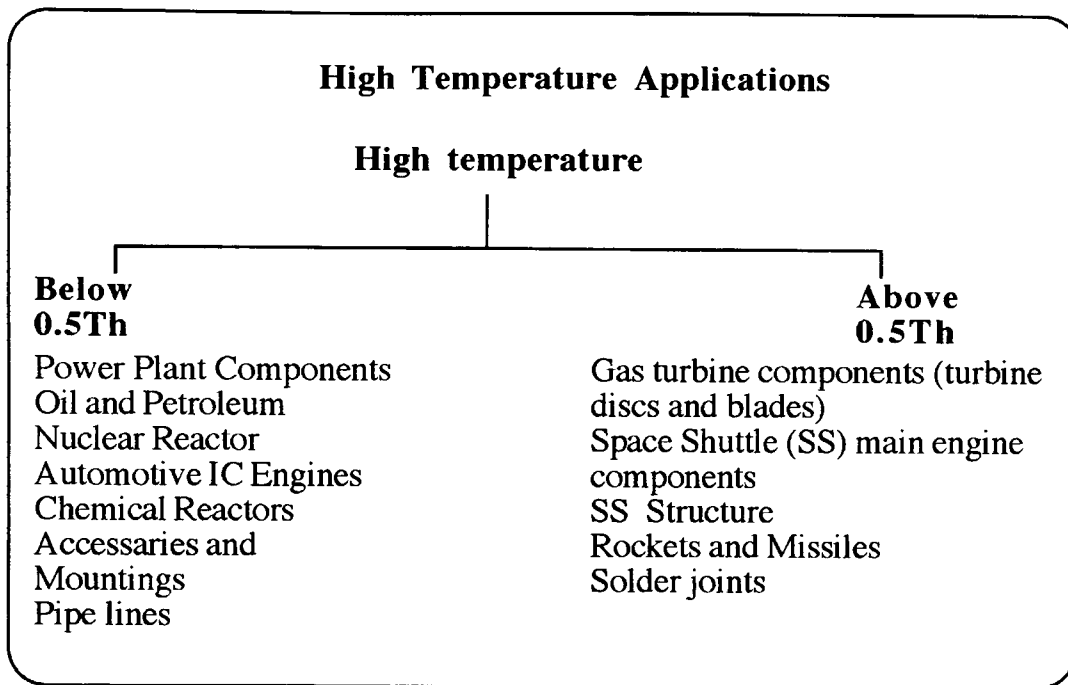 High Temperature Applications
High temperature
Below
0.5Th
Power Plant Components
Oil and Petroleum
Nuclear Reactor
Automotive IC Engines
Chemical Reactors
Accessaries and
Mountings
Pipe lines
Above
0.5Th
Gas turbine components (turbine
discs and blades)
Space Shuttle (SS) main engine
components
SS Structure
Rockets and Missiles
Solder joints